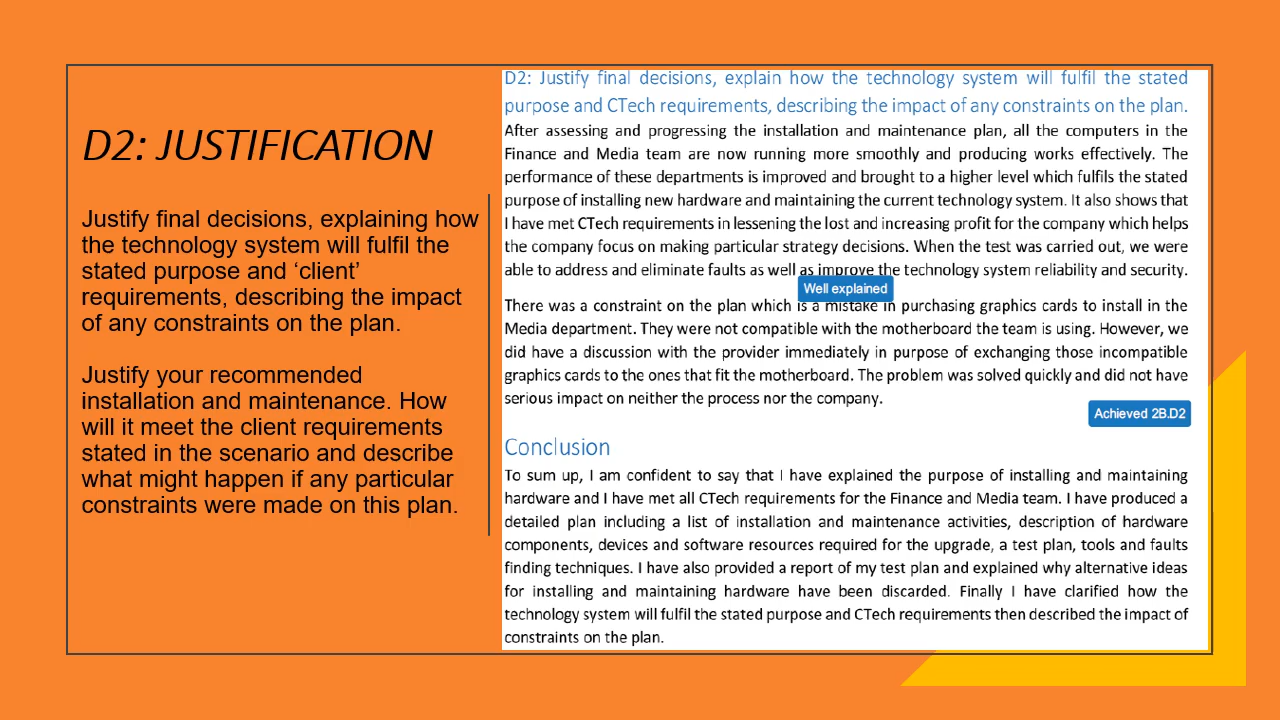 D2: JUSTIFICATION
Justify final decisions, explaining how
the technology system will fulfil the
stated purpose and ‘client’
requirements, describing the impact
of any constraints on the plan.
Justify your recommended
installation and maintenance. How
will it meet the client requirements
stated in the scenario and describe
what might happen if any particular
constraints were made on this plan.
D2: Justify final decisions, explain how the technology system will fulfil the stated
purpose and CTech requirements, describing the impact of any constraints on the plan.
After assessing and progressing the installation and maintenance plan, all the computers in the
Finance and Media team are now running more smoothly and producing works effectively. The
performance of these departments is improved and brought to a higher level which fulfils the stated
purpose of installing new hardware and maintaining the current technology system. It also shows that
I have met CTech requirements in lessening the lost and increasing profit for the company which helps
the company focus on making particular strategy decisions. When the test was carried out, we were
able to address and eliminate faults as well as improve the technology system reliability and security.
Well explained
There was a constraint on the plan which is a mistake in purchasing graphics cards to install in the
Media department. They were not compatible with the motherboard the team is using. However, we
did have a discussion with the provider immediately in purpose of exchanging those incompatible
graphics cards to the ones that fit the motherboard. The problem was solved quickly and did not have
serious impact on neither the process nor the company.
Achieved 2B.D2
Conclusion
To sum up, I am confident to say that I have explained the purpose of installing and maintaining
hardware and I have met all CTech requirements for the Finance and Media team. I have produced a
detailed plan including a list of installation and maintenance activities, description of hardware
components, devices and software resources required for the upgrade, a test plan, tools and faults
finding techniques. I have also provided a report of my test plan and explained why alternative ideas
for installing and maintaining hardware have been discarded. Finally I have clarified how the
technology system will fulfil the stated purpose and CTech requirements then described the impact of
constraints on the plan.